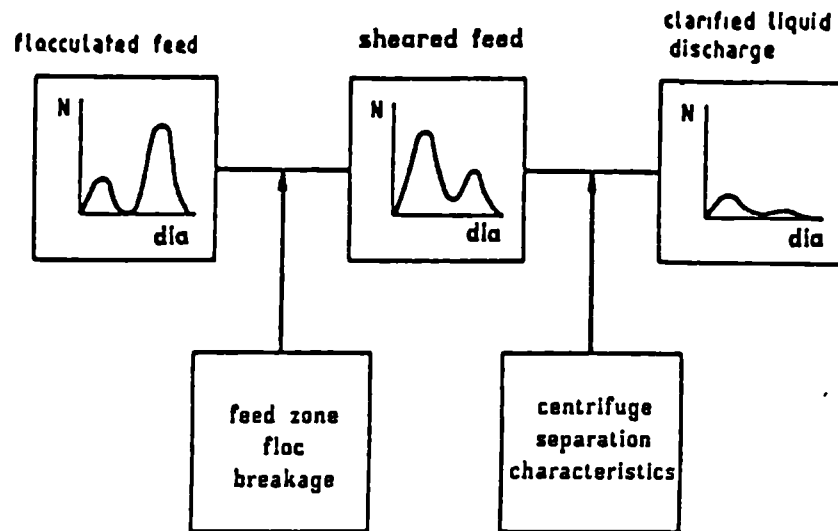 flocculated feed
sheared feed
clarified liquid
discharge
N
dia
N
dia
N
dia
feed zone
floc
breakage
centrifuge
separation
characteristics